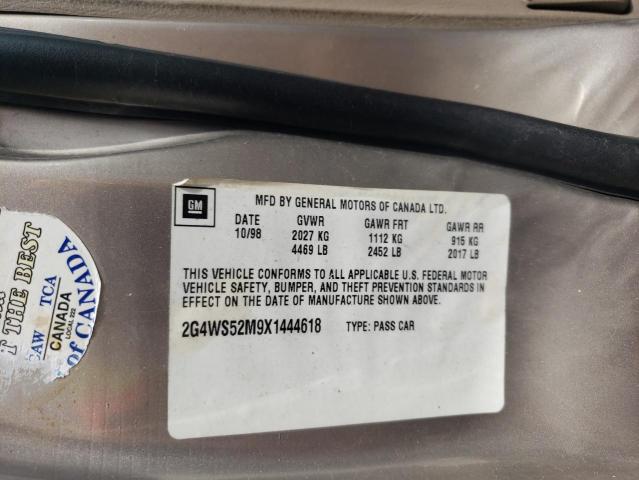 GM
MFD BY GENERAL MOTORS OF CANADA LTD.
DATE GVWR GAWR FRT GAWR RR
10/98 2027 KG 1112 KG 915 KG
4469 LB 2452 LB 2017 LB
THIS VEHICLE CONFORMS TO ALL APPLICABLE U.S. FEDERAL MOTOR
VEHICLE SAFETY, BUMPER, AND THEFT PREVENTION STANDARDS IN
EFFECT ON THE DATE OF MANUFACTURE SHOWN ABOVE.
2G4WS52M9X1444618 TYPE: PASS CAR
THE BEST
CAW TCA
CANADA
LOCAL 222
OF CANADA